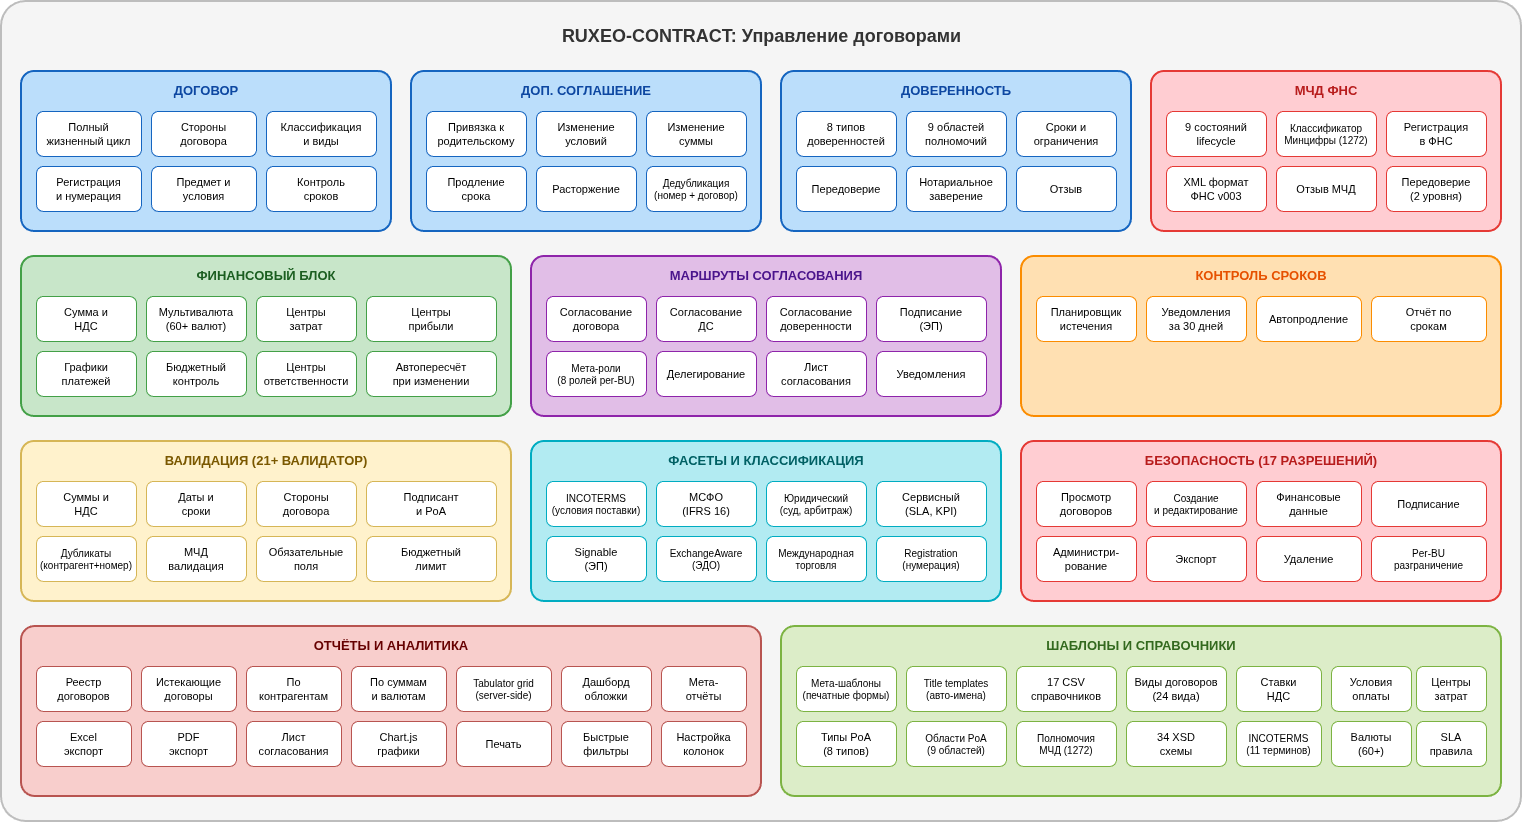 RUXEO-CONTRACT: Управление договорами
ДОГОВОР
Полный
жизненный цикл
Стороны
договора
Классификация
и виды
Регистрация
и нумерация
Предмет и
условия
Контроль
сроков
ДОП. СОГЛАШЕНИЕ
Привязка к
родительскому
Изменение
условий
Изменение
суммы
Продление
срока
Расторжение
Дедубликация
(номер + договор)
ДОВЕРЕННОСТЬ
8 типов
доверенностей
9 областей
полномочий
Сроки и
ограничения
Передоверие
Нотариальное
заверение
Отзыв
МЧД ФНС
9 состояний
lifecycle
Классификатор
Минцифры (1272)
Регистрация
в ФНС
XML формат
ФНС v003
Отзыв МЧД
Передоверие
(2 уровня)
ФИНАНСОВЫЙ БЛОК
Сумма и
НДС
Мультивалюта
(60+ валют)
Центры
затрат
Центры
прибыли
Графики
платежей
Бюджетный
контроль
Центры
ответственности
Автопересчёт
при изменении
МАРШРУТЫ СОГЛАСОВАНИЯ
Согласование
договора
Согласование
ДС
Согласование
доверенности
Подписание
(ЭП)
Мета-роли
(8 ролей per-BU)
Делегирование
Лист
согласования
Уведомления
КОНТРОЛЬ СРОКОВ
Планировщик
истечения
Уведомления
за 30 дней
Автопродление
Отчёт по
срокам
ВАЛИДАЦИЯ (21+ ВАЛИДАТОР)
Суммы и
НДС
Даты и
сроки
Стороны
договора
Подписант
и PoA
Дубликаты
(контрагент+номер)
МЧД
валидация
Обязательные
поля
Бюджетный
лимит
ФАСЕТЫ И КЛАССИФИКАЦИЯ
INCOTERMS
(условия поставки)
МСФО
(IFRS 16)
Юридический
(суд, арбитраж)
Сервисный
(SLA, KPI)
Signable
(ЭП)
ExchangeAware
(ЭДО)
Международная
торговля
Registration
(нумерация)
БЕЗОПАСНОСТЬ (17 РАЗРЕШЕНИЙ)
Просмотр
договоров
Создание
и редактирование
Финансовые
данные
Подписание
Администри-
рование
Экспорт
Удаление
Per-BU
разграничение
ОТЧЁТЫ И АНАЛИТИКА
Реестр
договоров
Истекающие
договоры
По
контрагентам
По суммам
и валютам
Tabulator grid
(server-side)
Дашборд
обложки
Мета-
отчёты
Excel
экспорт
PDF
экспорт
Лист
согласования
Chart.js
графики
Печать
Быстрые
фильтры
Настройка
колонок
ШАБЛОНЫ И СПРАВОЧНИКИ
Мета-шаблоны
(печатные формы)
Title templates
(авто-имена)
17 CSV
справочников
Виды договоров
(24 вида)
Ставки
НДС
Условия
оплаты
Центры
затрат
Типы PoA
(8 типов)
Области PoA
(9 областей)
Полномочия
МЧД (1272)
34 XSD
схемы
INCOTERMS
(11 терминов)
Валюты
(60+)
SLA
правила